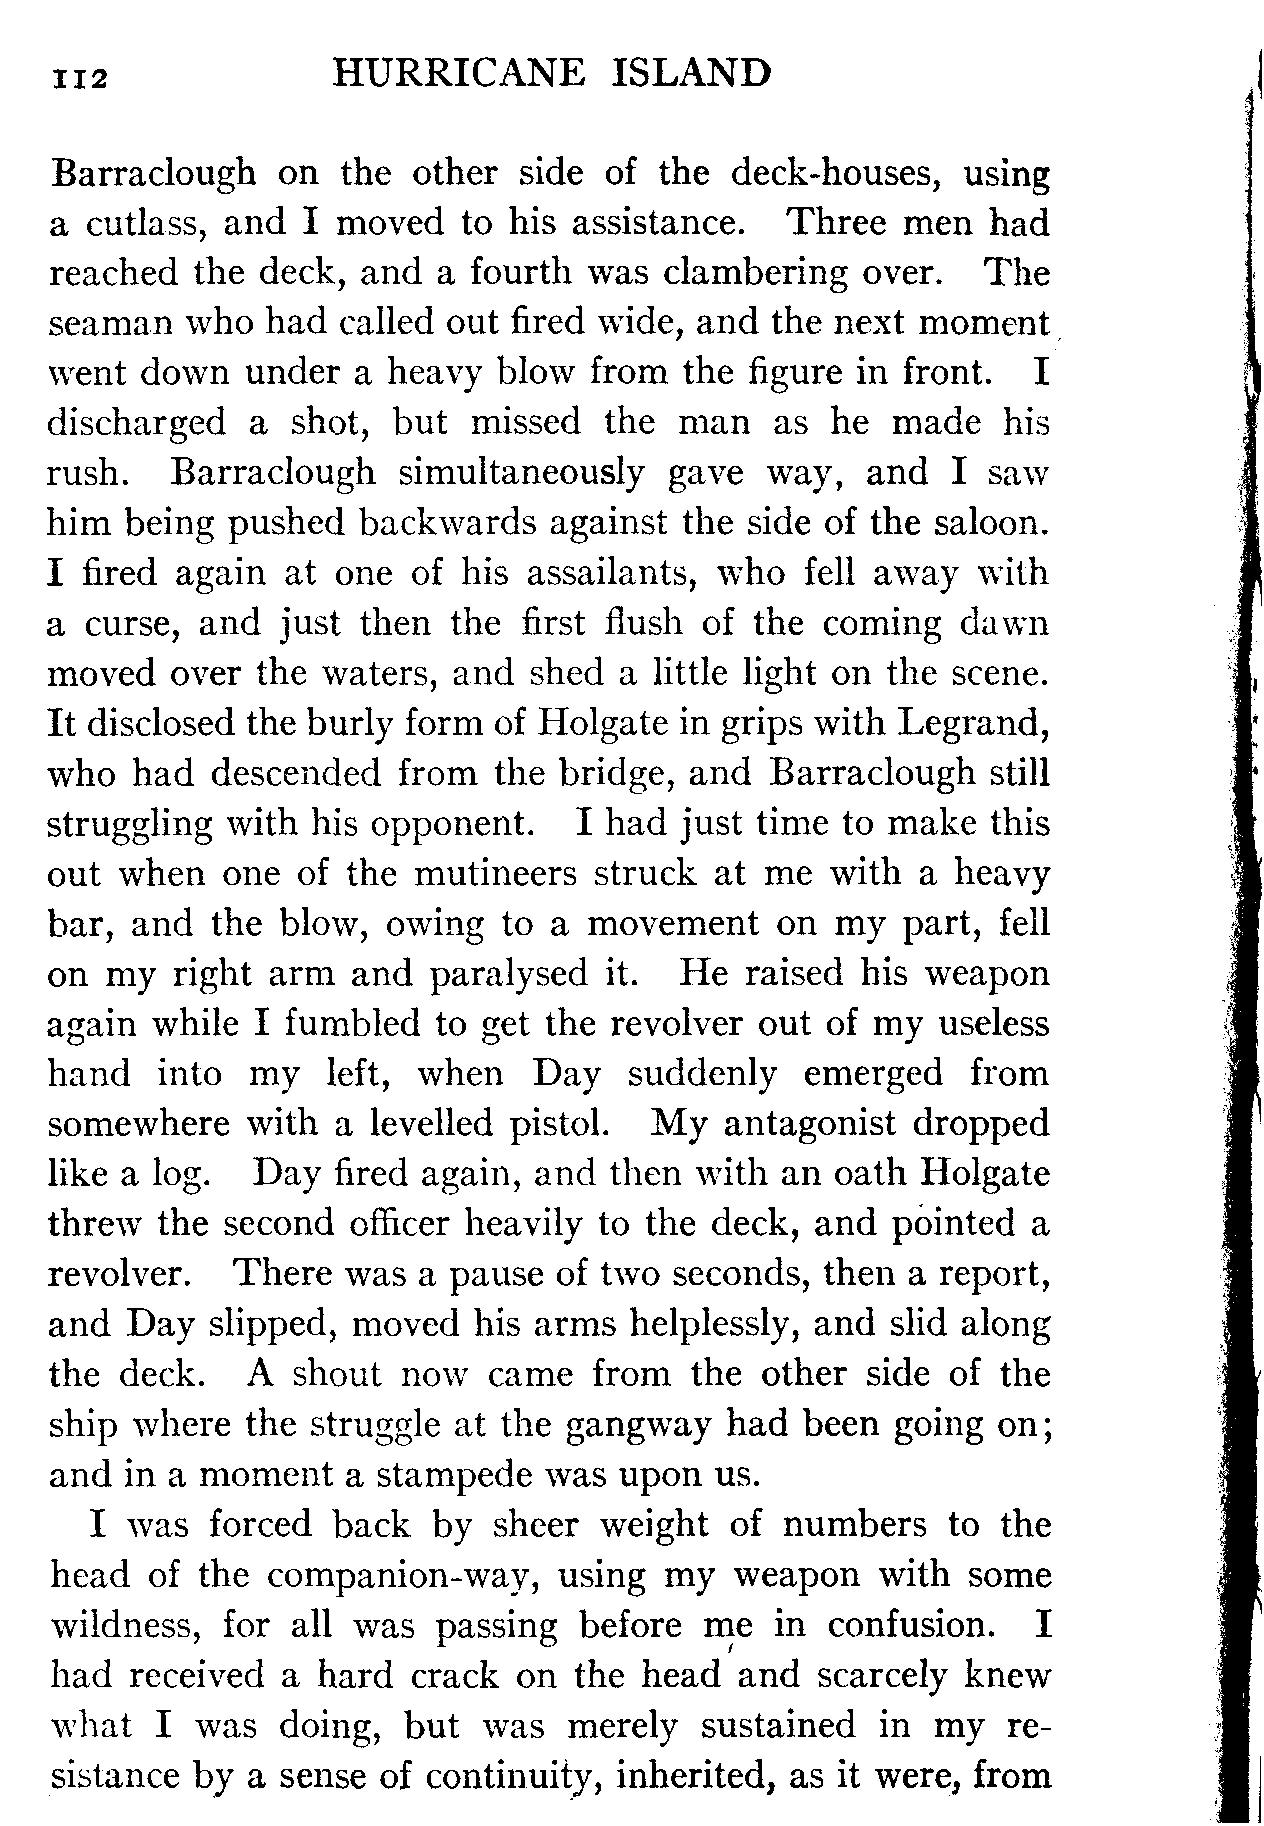 112 HURRICANE ISLAND
Barraclough on the other side of the deck-houses, using
a cutlass, and I moved to his assistance. Three men had
reached the deck, and a fourth was clambering over. The
seaman who had called out fired wide, and the next moment
went down under a heavy blow from the figure in front. I
discharged a shot, but missed the man as he made his
rush. Barraclough simultaneously gave way, and I saw
him being pushed backwards against the side of the saloon.
I fired again at one of his assailants, who fell away with
a curse, and just then the first flush of the coming dawn
moved over the waters, and shed a little light on the scene.
It disclosed the burly form of Holgate in grips with Legrand,
who had descended from the bridge, and Barraclough still
struggling with his opponent. I had just time to make this
out when one of the mutineers struck at me with a heavy
bar, and the blow, owing to a movement on my part, fell
on my right arm and paralysed it. He raised his weapon
again while I fumbled to get the revolver out of my useless
hand into my left, when Day suddenly emerged from
somewhere with a levelled pistol. My antagonist dropped
like a log. Day fired again, and then with an oath Holgate
threw the second officer heavily to the deck, and pointed a
revolver. There was a pause of two seconds, then a report,
and Day slipped, moved his arms helplessly, and slid along
the deck. A shout now came from the other side of the
ship where the struggle at the gangway had been going on;
and in a moment a stampede was upon us.
I was forced back by sheer weight of numbers to the
head of the companion-way, using my weapon with some
wildness, for all was passing before me in confusion. I
had received a hard crack on the head and scarcely knew
what I was doing, but was merely sustained in my re-
sistance by a sense of continuity, inherited, as it were, from